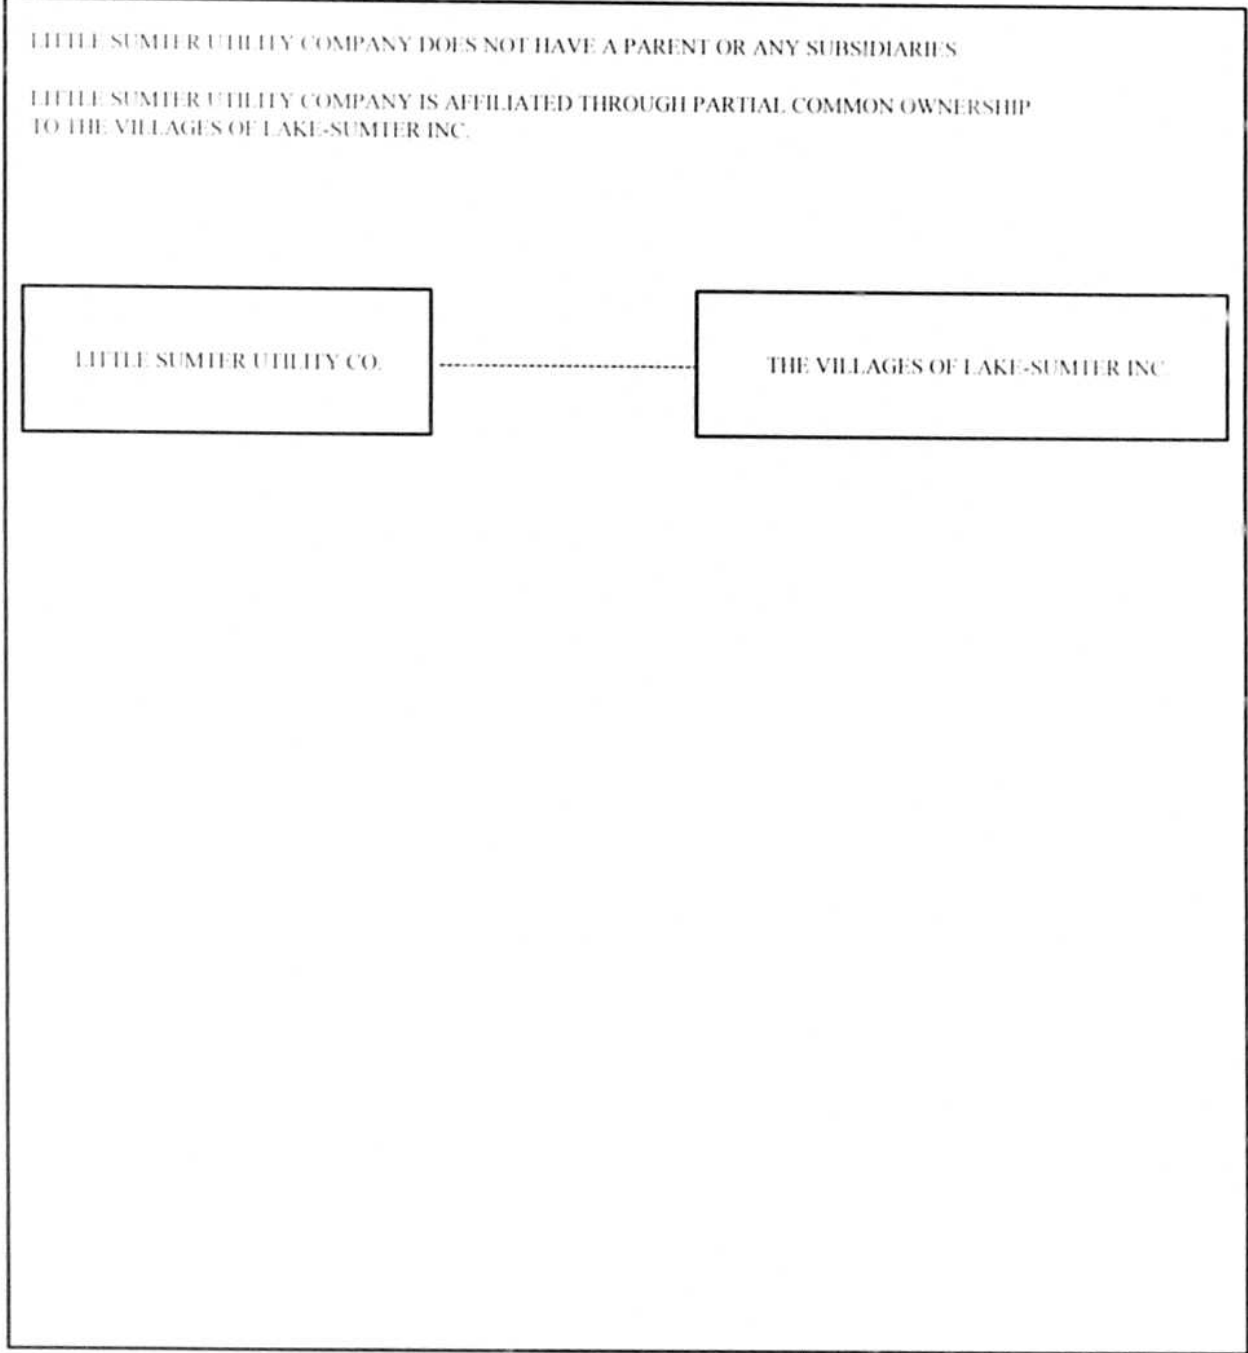 LITTLE SUMTER UTILITY COMPANY DOES NOT HAVE A PARENT OR ANY SUBSIDIARIES
LITTLE SUMTER UTILITY COMPANY IS AFFILIATED THROUGH PARTIAL COMMON OWNERSHIP
TO THE VILLAGES OF LAKE-SUMTER INC.
LITTLE SUMTER UTILITY CO.
THE VILLAGES OF LAKE-SUMTER INC